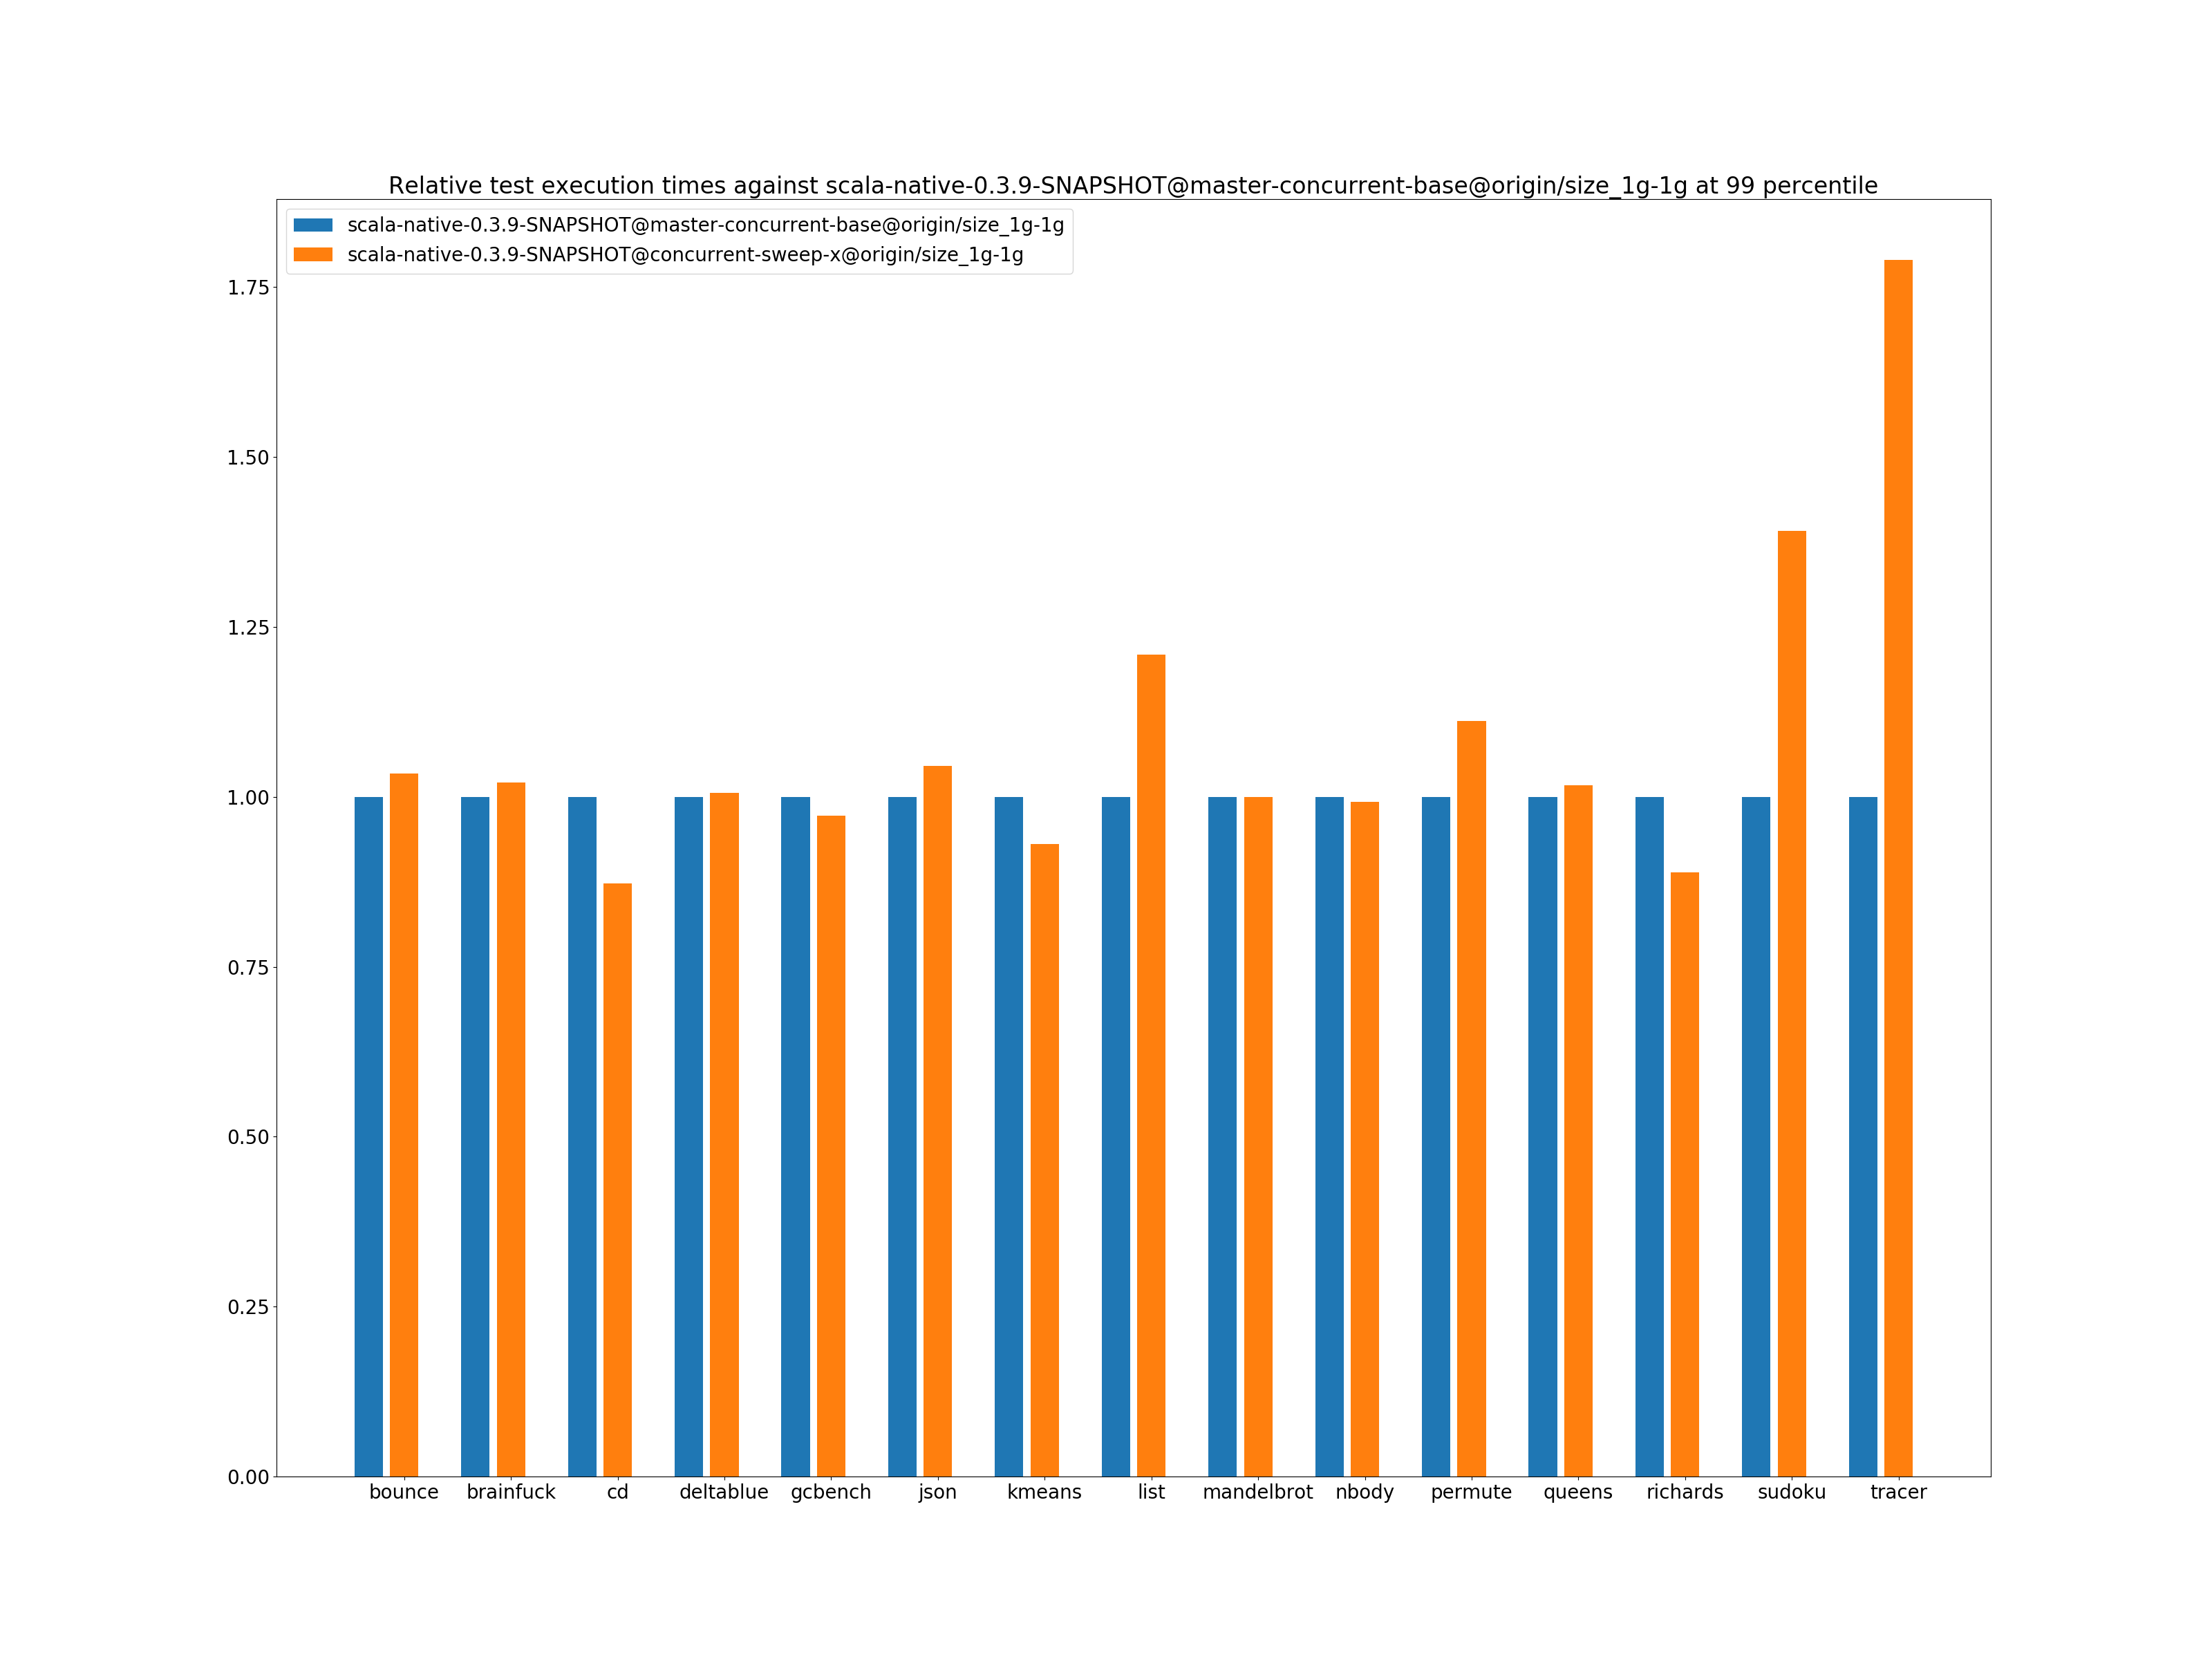 Relative test execution times against scala-native-0.3.9-SNAPSHOT@master-concurrent-base@origin/size_1g-1g at 99 percentile
scala-native-0.3.9-SNAPSHOT@master-concurrent-base@origin/size_1g-1g
scala-native-0.3.9-SNAPSHOT@concurrent-sweep-x@origin/size_1g-1g
1.75
1.50
1.25
1.00
0.75
0.50
0.25
0.00
bounce brainfuck cd deltablue gcbench json kmeans list mandelbrot nbody permute queens richards sudoku tracer